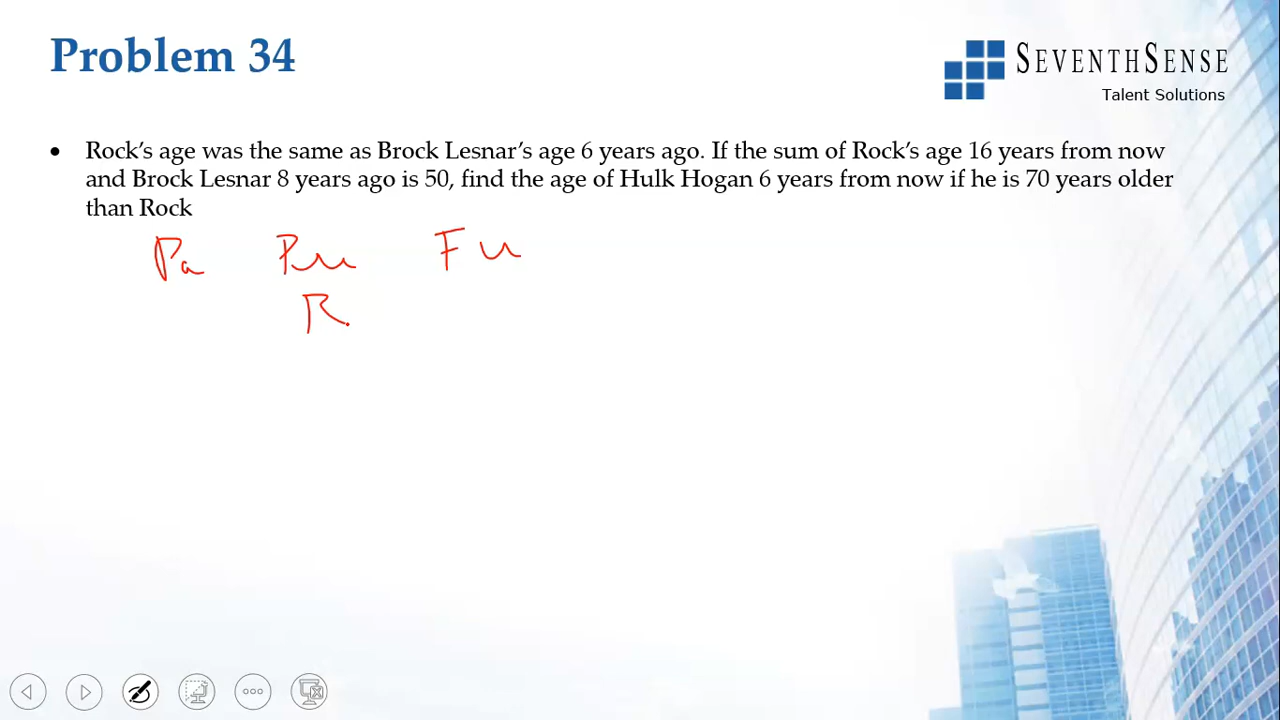 Problem 34
SEVENTHSENSE
Talent Solutions
• Rock's age was the same as Brock Lesnar's age 6 years ago. If the sum of Rock's age 16 years from now
and Brock Lesnar 8 years ago is 50, find the age of Hulk Hogan 6 years from now if he is 70 years older
than Rock
Pa Pru Fu
R